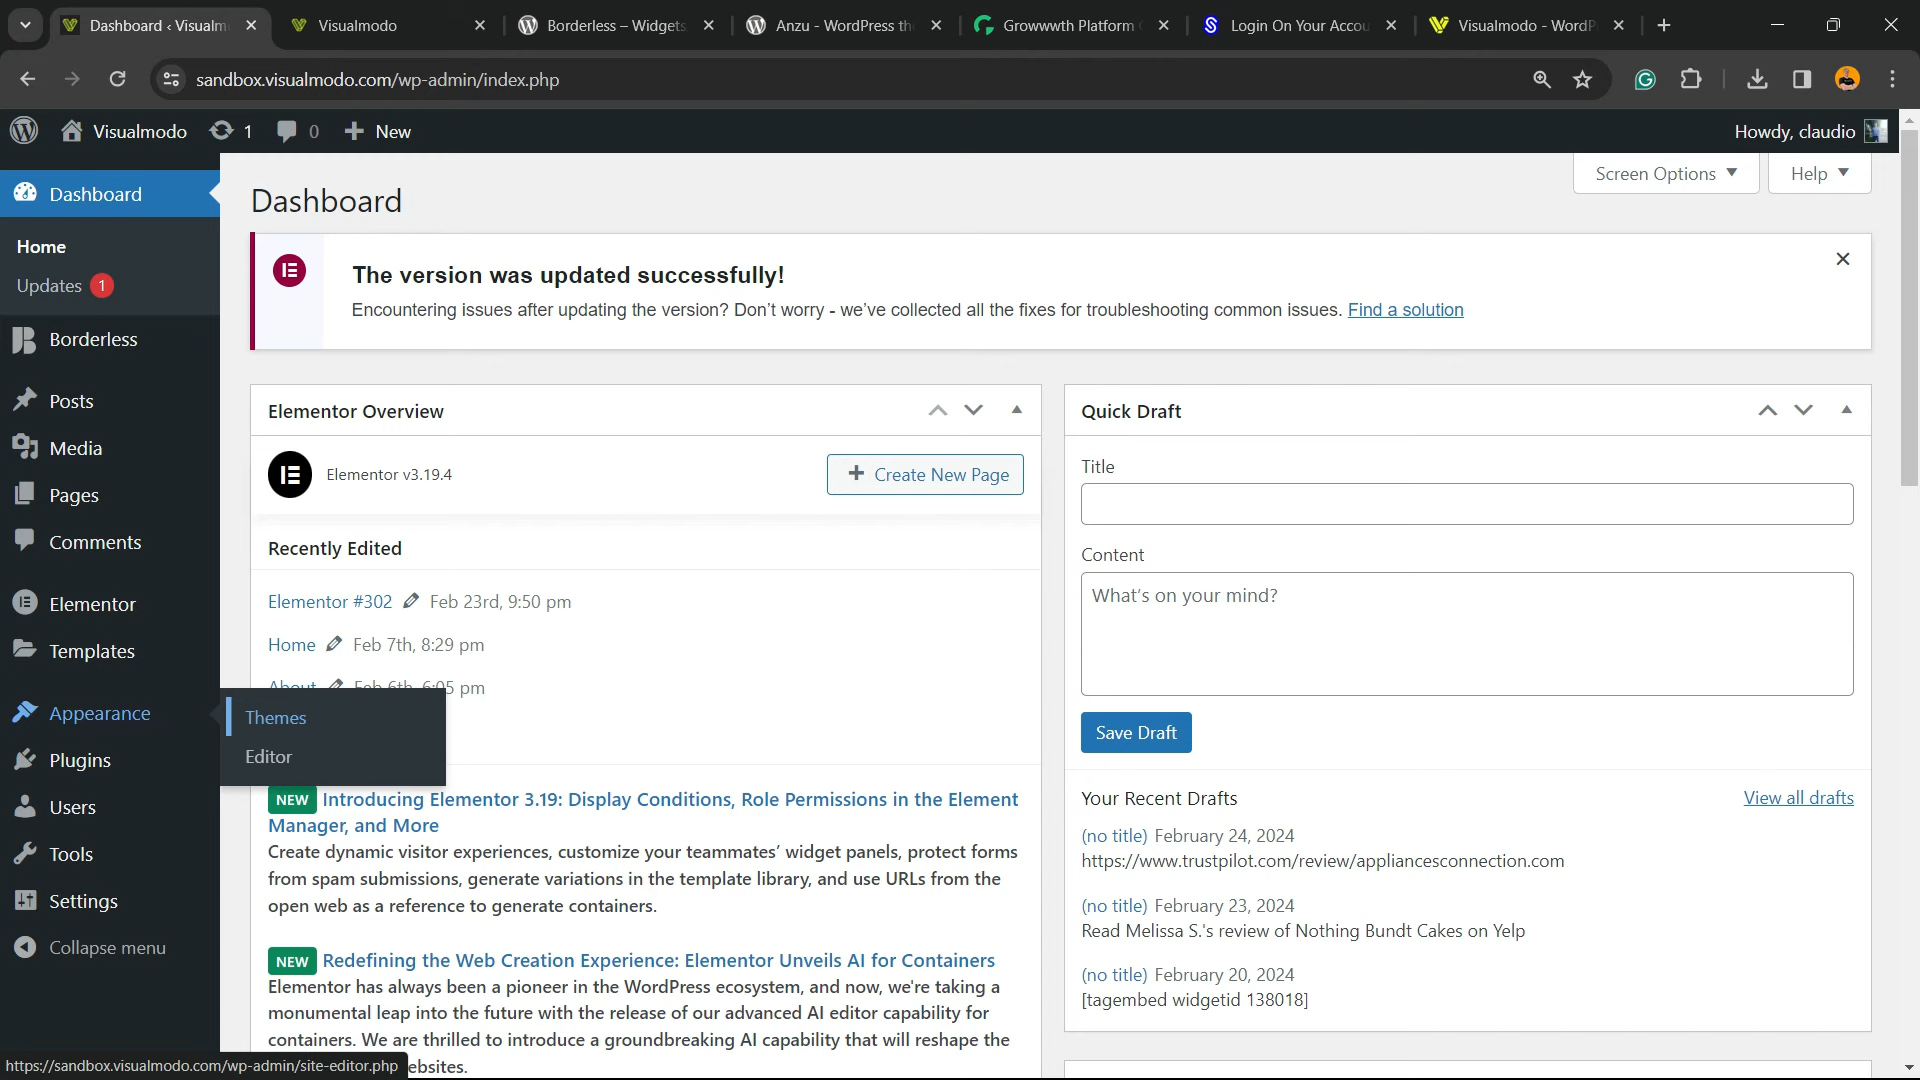 Dashboard ‹ Visualm
Visualmodo
Borderless – Widgets
Anzu - WordPress th
Growwwth Platform
Login On Your Accou
Visualmodo - WordP
sandbox.visualmodo.com/wp-admin/index.php
Visualmodo
1
0
New
Howdy, claudio
Dashboard
Home
Updates 1
Borderless
Posts
Media
Pages
Comments
Elementor
Templates
Appearance
Plugins
Users
Tools
Settings
Collapse menu
Themes
Editor
Screen Options
Help
Dashboard
The version was updated successfully!
Encountering issues after updating the version? Don't worry - we've collected all the fixes for troubleshooting common issues. Find a solution
Elementor Overview
Elementor v3.19.4
Create New Page
Recently Edited
Elementor #302 Feb 23rd, 9:50 pm
Home Feb 7th, 8:29 pm
About Feb 6th, 6:05 pm
NEW Introducing Elementor 3.19: Display Conditions, Role Permissions in the Element
Manager, and More
Create dynamic visitor experiences, customize your teammates' widget panels, protect forms
from spam submissions, generate variations in the template library, and use URLs from the
open web as a reference to generate containers.
NEW Redefining the Web Creation Experience: Elementor Unveils AI for Containers
Elementor has always been a pioneer in the WordPress ecosystem, and now, we're taking a
monumental leap into the future with the release of our advanced AI editor capability for
containers. We are thrilled to introduce a groundbreaking AI capability that will reshape the
ebsites.
Quick Draft
Title
Content
What's on your mind?
Save Draft
Your Recent Drafts
View all drafts
(no title) February 24, 2024
https://www.trustpilot.com/review/appliancesconnection.com
(no title) February 23, 2024
Read Melissa S.'s review of Nothing Bundt Cakes on Yelp
(no title) February 20, 2024
[tagembed widgetid 138018]
https://sandbox.visualmodo.com/wp-admin/site-editor.php